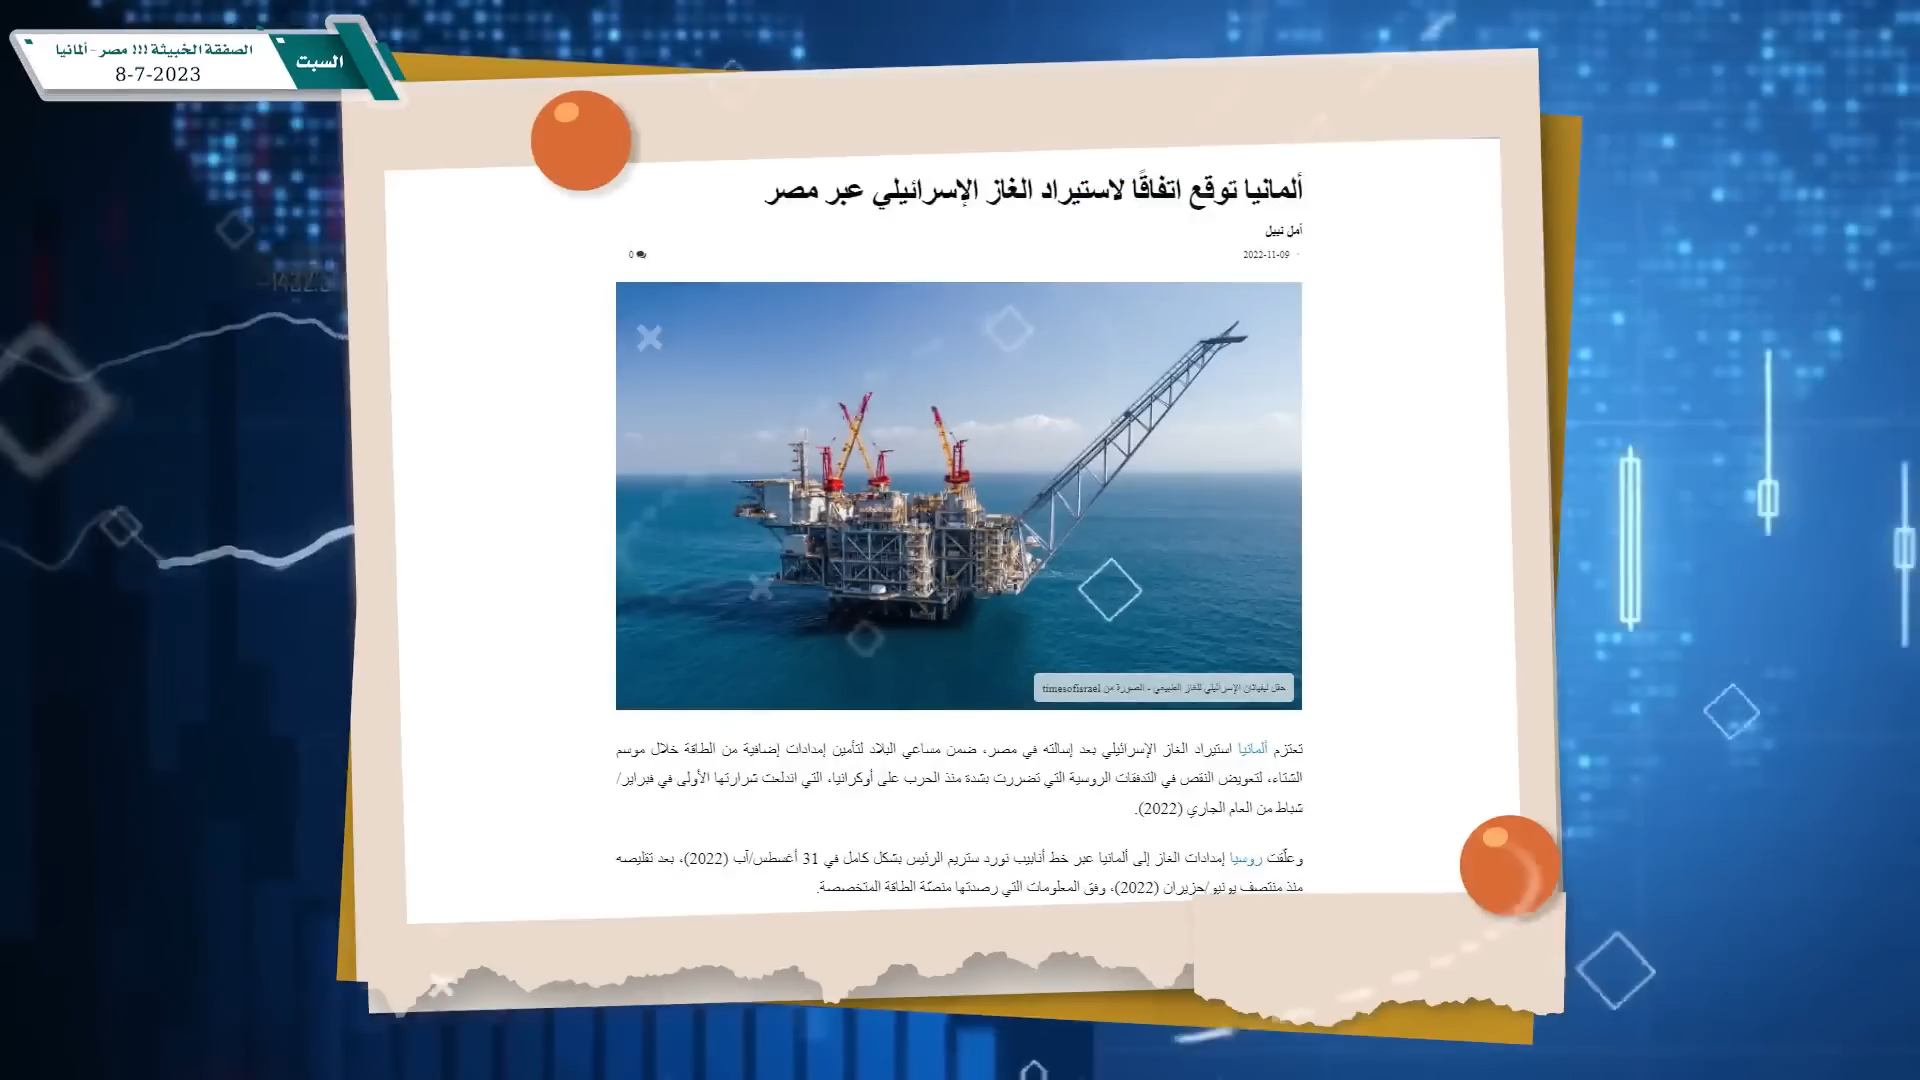 الصفقة الخبيثة !!! مصر - ألمانيا
السبت
8-7-2023
ألمانيا توقع اتفاقًا لاستيراد الغاز الإسرائيلي عبر مصر
أمل نبيل
2022-11-09
0
حقل ليفياثان الإسرائيلي للغاز الطبيعي - الصورة من timesofisrael
تعتزم ألمانيا استيراد الغاز الإسرائيلي بعد إسالته في مصر، ضمن مساعي البلاد لتأمين إمدادات إضافية من الطاقة خلال موسم
الشتاء، لتعويض النقص في التدفقات الروسية التي تضررت بشدة منذ الحرب على أوكرانيا، التي اندلعت شرارتها الأولى في فبراير/
شباط من العام الجاري (2022).
وعلّقت روسيا إمدادات الغاز إلى ألمانيا عبر خط أنابيب نورد ستريم الرئيس بشكل كامل في 31 أغسطس/آب (2022)، بعد تقليصه
منذ منتصف يونيو/حزيران (2022)، وفق المعلومات التي رصدتها منصّة الطاقة المتخصصة.